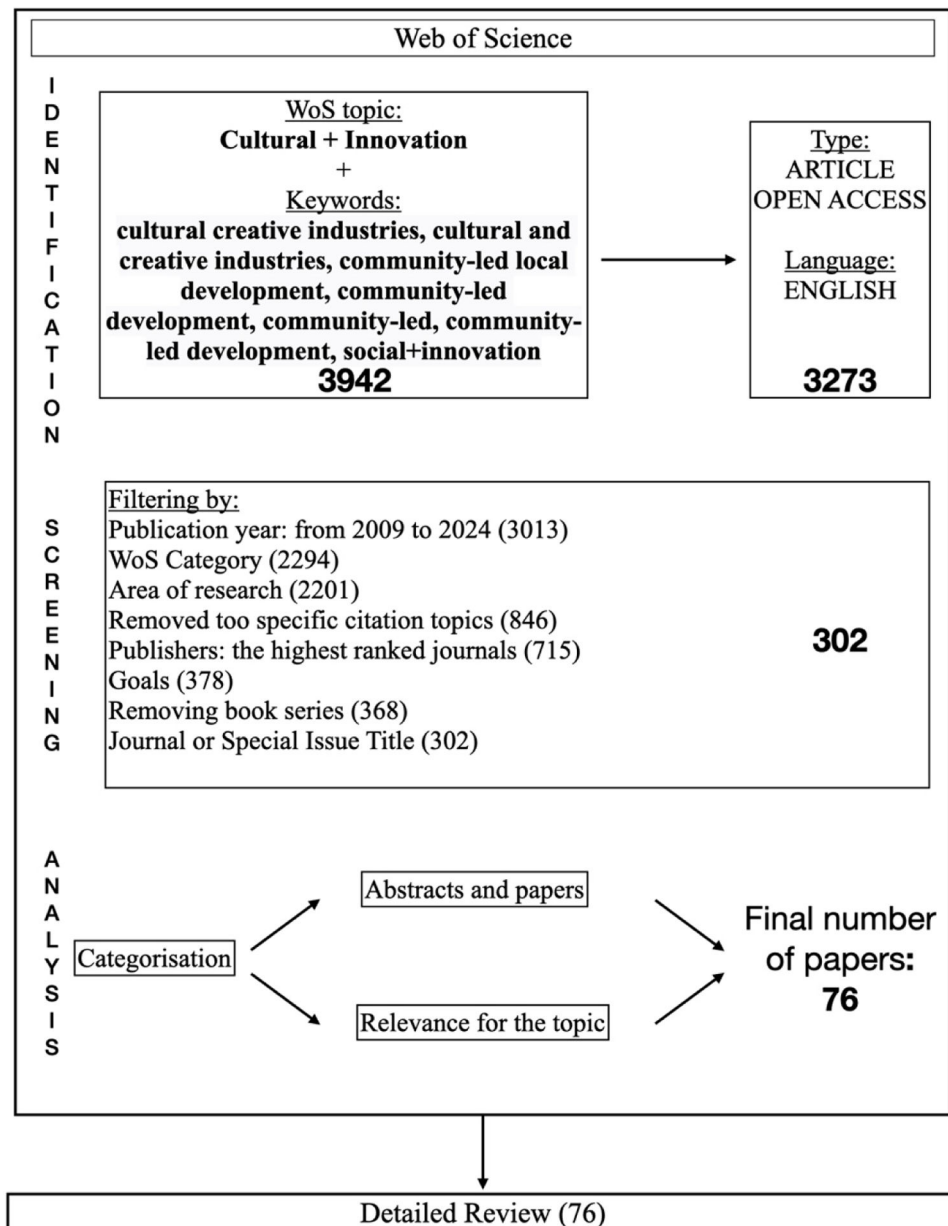 Web of Science
IDENTIFICATION
WoS topic:
Cultural + Innovation
+
Keywords:
cultural creative industries, cultural and
creative industries, community-led local
development, community-led
development, community-led, community-
led development, social+innovation
3942
Type:
ARTICLE
OPEN ACCESS
Language:
ENGLISH
3273
SCREENING
Filtering by:
Publication year: from 2009 to 2024 (3013)
WoS Category (2294)
Area of research (2201)
Removed too specific citation topics (846)
Publishers: the highest ranked journals (715)
Goals (378)
Removing book series (368)
Journal or Special Issue Title (302)
302
ANALYSIS
Categorisation
Abstracts and papers
Relevance for the topic
Final number
of papers:
76
Detailed Review (76)